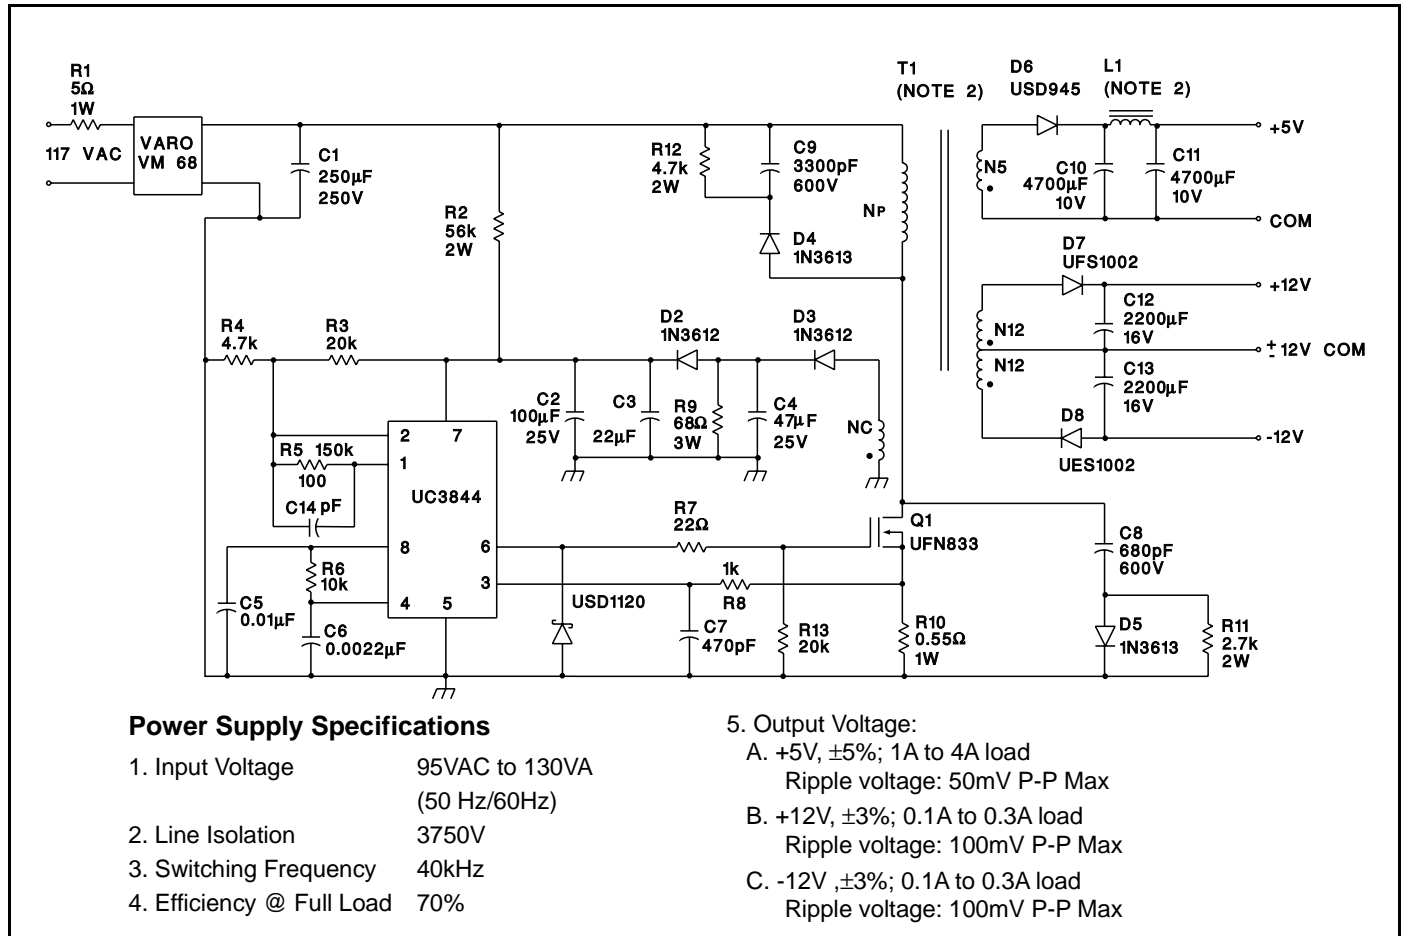 R1
5Ω
1W
117 VAC
VARO
VM 68
C1
250µF
250V
R2
56k
2W
R12
4.7k
2W
C9
3300pF
600V
D4
1N3613
NP
T1
(NOTE 2)
D6
USD945
L1
(NOTE 2)
N5
C10
4700µF
10V
C11
4700µF
10V
+5V
COM
D7
UFS1002
+12V
N12
N12
C12
2200µF
16V
± 12V COM
C13
2200µF
16V
D8
UES1002
-12V
R4
4.7k
R3
20k
D2
1N3612
D3
1N3612
C2
100µF
25V
C3
22µF
R9
68Ω
3W
C4
47µF
25V
NC
2
7
R5 150k
1
100
C14 pF
UC3844
8
6
R6
10k
3
4
5
C5
0.01µF
C6
0.0022µF
USD1120
R7
22Ω
1k
R8
C7
470pF
R13
20k
Q1
UFN833
R10
0.55Ω
1W
C8
680pF
600V
D5
1N3613
R11
2.7k
2W
Power Supply Specifications
1. Input Voltage 95VAC to 130VA
(50 Hz/60Hz)
2. Line Isolation 3750V
3. Switching Frequency 40kHz
4. Efficiency @ Full Load 70%
5. Output Voltage:
A. +5V, ±5%; 1A to 4A load
Ripple voltage: 50mV P-P Max
B. +12V, ±3%; 0.1A to 0.3A load
Ripple voltage: 100mV P-P Max
C. -12V ,±3%; 0.1A to 0.3A load
Ripple voltage: 100mV P-P Max